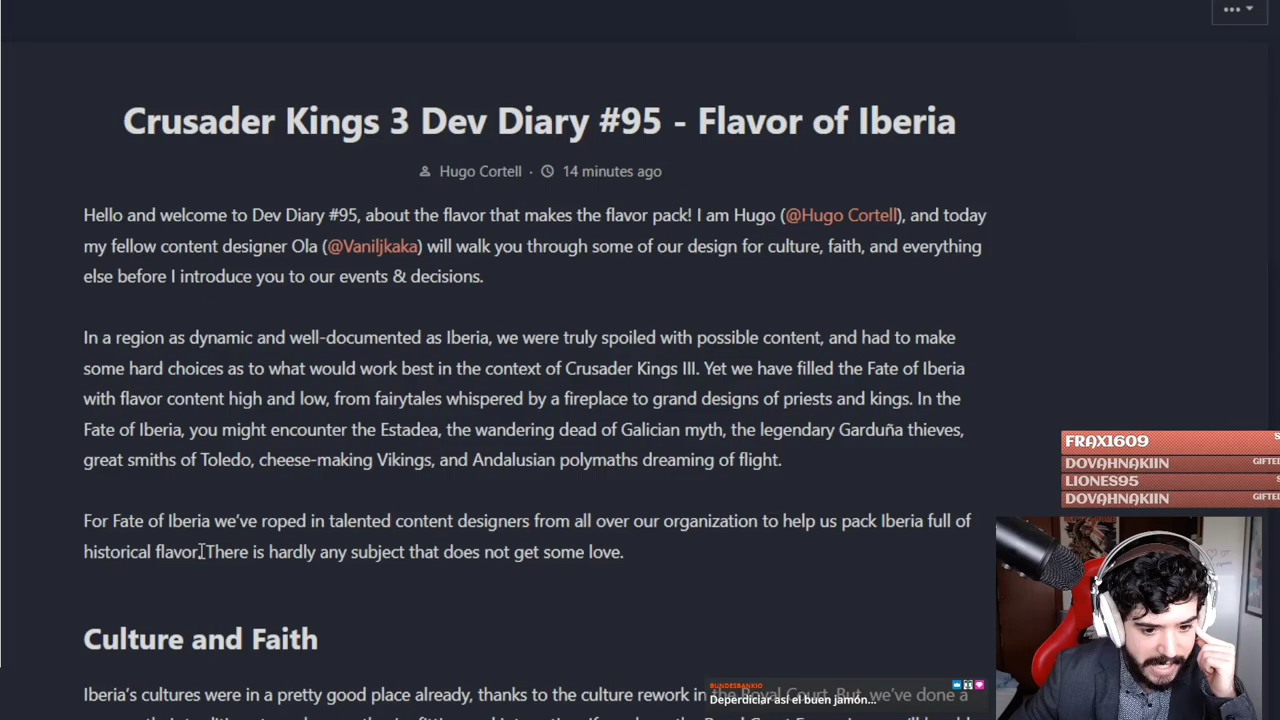 Crusader Kings 3 Dev Diary #95 - Flavor of Iberia
Hugo Cortell · 14 minutes ago
Hello and welcome to Dev Diary #95, about the flavor that makes the flavor pack! I am Hugo (@Hugo Cortell), and today
my fellow content designer Ola (@Vaniljkaka) will walk you through some of our design for culture, faith, and everything
else before I introduce you to our events & decisions.
In a region as dynamic and well-documented as Iberia, we were truly spoiled with possible content, and had to make
some hard choices as to what would work best in the context of Crusader Kings III. Yet we have filled the Fate of Iberia
with flavor content high and low, from fairytales whispered by a fireplace to grand designs of priests and kings. In the
Fate of Iberia, you might encounter the Estadea, the wandering dead of Galician myth, the legendary Garduña thieves,
great smiths of Toledo, cheese-making Vikings, and Andalusian polymaths dreaming of flight.
For Fate of Iberia we’ve roped in talented content designers from all over our organization to help us pack Iberia full of
historical flavor. There is hardly any subject that does not get some love.
FRAX1609
DOVAHNAKIIN GIFTE
LIONES95
DOVAHNAKIIN GIFTE
Culture and Faith
Iberia’s cultures were in a pretty good place already, thanks to the culture rework in the Royal Court. But, we’ve done a
BUNDESBANKIO
Deperdiciar así el buen jamón...